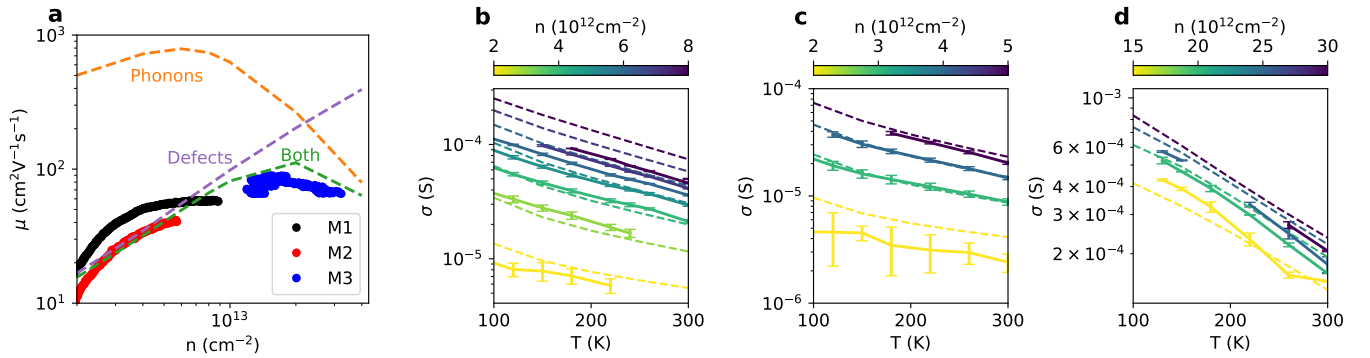 a
10³
10²
10¹
μ (cm²V⁻¹s⁻¹)
Phonons
Defects
Both
M1
M2
M3
10¹³
n (cm⁻²)
b
n (10¹²cm⁻²)
2 4 6 8
10⁻⁴
10⁻⁵
σ (S)
100 200 300
T (K)
c
n (10¹²cm⁻²)
2 3 4 5
10⁻⁴
10⁻⁵
10⁻⁶
σ (S)
200 300
T (K)
d
n (10¹²cm⁻²)
15 20 25 30
10⁻³
6 × 10⁻⁴
4 × 10⁻⁴
3 × 10⁻⁴
2 × 10⁻⁴
σ (S)
100 200 300
T (K)